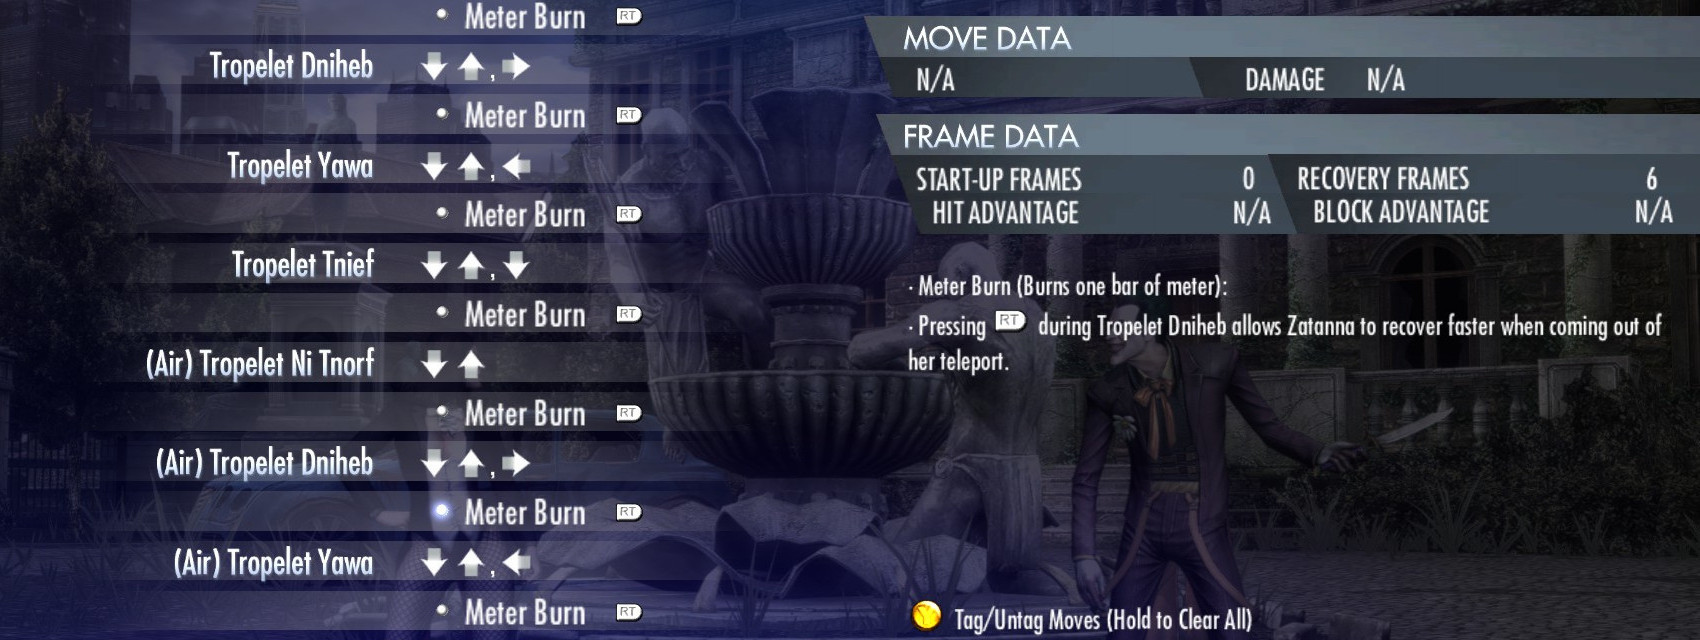 Meter Burn RT
Tropelet Dniheb ⬇ ⬆ , ➡
Meter Burn RT
Tropelet Yawa ⬇ ⬆ , ⬅
Meter Burn RT
Tropelet Tnief ⬇ ⬆ , ⬇
Meter Burn RT
(Air) Tropelet Ni Tnorf ⬇ ⬆
Meter Burn RT
(Air) Tropelet Dniheb ⬇ ⬆ , ➡
Meter Burn RT
(Air) Tropelet Yawa ⬇ ⬆ , ⬅
Meter Burn RT
MOVE DATA
N/A DAMAGE N/A
FRAME DATA
START-UP FRAMES 0 RECOVERY FRAMES 6
HIT ADVANTAGE N/A BLOCK ADVANTAGE N/A
· Meter Burn (Burns one bar of meter):
· Pressing RT during Tropelet Dniheb allows Zatanna to recover faster when coming out of
her teleport.
Y Tag/Untag Moves (Hold to Clear All)